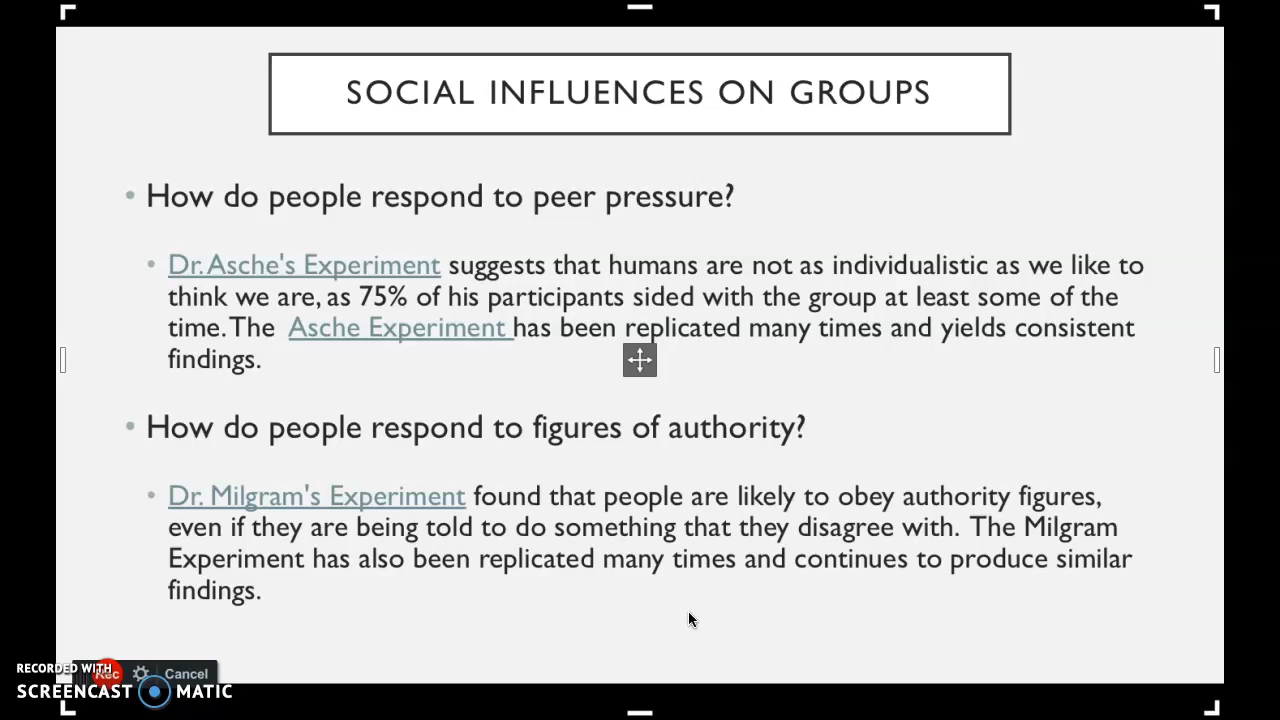 SOCIAL INFLUENCES ON GROUPS
• How do people respond to peer pressure?
• Dr. Asche's Experiment suggests that humans are not as individualistic as we like to
think we are, as 75% of his participants sided with the group at least some of the
time. The Asche Experiment has been replicated many times and yields consistent
findings.
• How do people respond to figures of authority?
• Dr. Milgram's Experiment found that people are likely to obey authority figures,
even if they are being told to do something that they disagree with. The Milgram
Experiment has also been replicated many times and continues to produce similar
findings.
RECORDED WITH
Rec Cancel
SCREENCAST MATIC